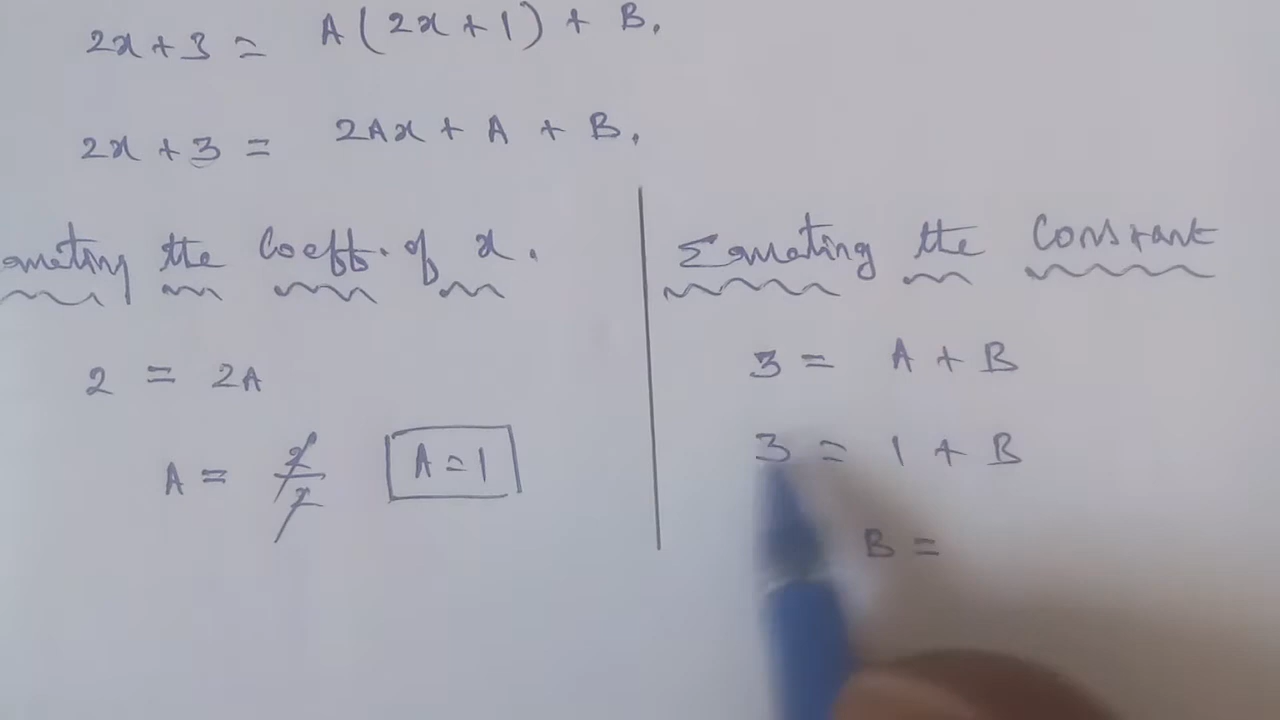 2x + 3 = A(2x + 1) + B.
2x + 3 = 2Ax + A + B.
quating the Coeff. of x.
2 = 2A
A = 2/2 A = 1
Equating the Constant
3 = A + B
3 = 1 + B
B =